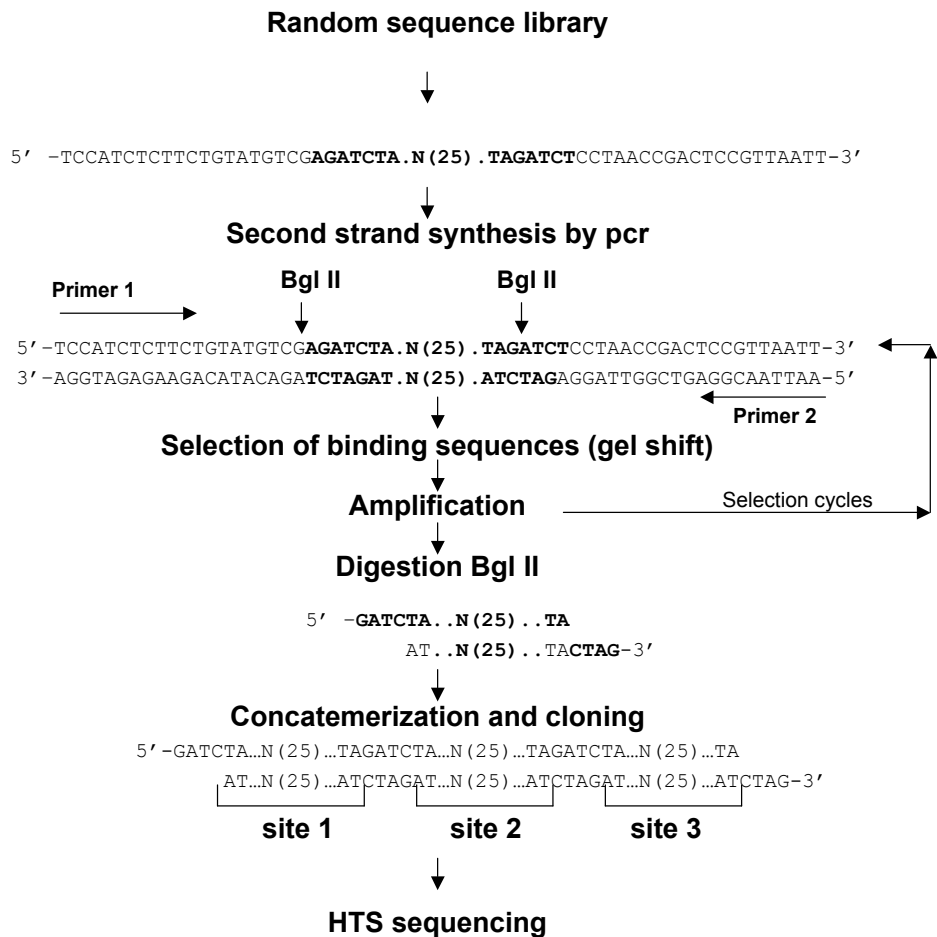 Random sequence library
5' –TCCATCTCTTCTGTATGTCGAGATCTA.N(25).TAGATCTCCTAACCGACTCCGTTAATT-3'
Second strand synthesis by pcr
Primer 1
Bgl II
Bgl II
5'–TCCATCTCTTCTGTATGTCGAGATCTA.N(25).TAGATCTCCTAACCGACTCCGTTAATT-3'
3'-AGGTAGAGAAGACATACAGATCTAGAT.N(25).ATCTAGAGGATTGGCTGAGGCAATTAA-5'
Primer 2
Selection of binding sequences (gel shift)
Amplification
Selection cycles
Digestion Bgl II
5' –GATCTA..N(25)..TA
AT..N(25)..TACTAG-3'
Concatemerization and cloning
5'-GATCTA…N(25)…TAGATCTA…N(25)…TAGATCTA…N(25)…TA
AT…N(25)…ATCTAGAT…N(25)…ATCTAGAT…N(25)…ATCTAG-3'
site 1
site 2
site 3
HTS sequencing